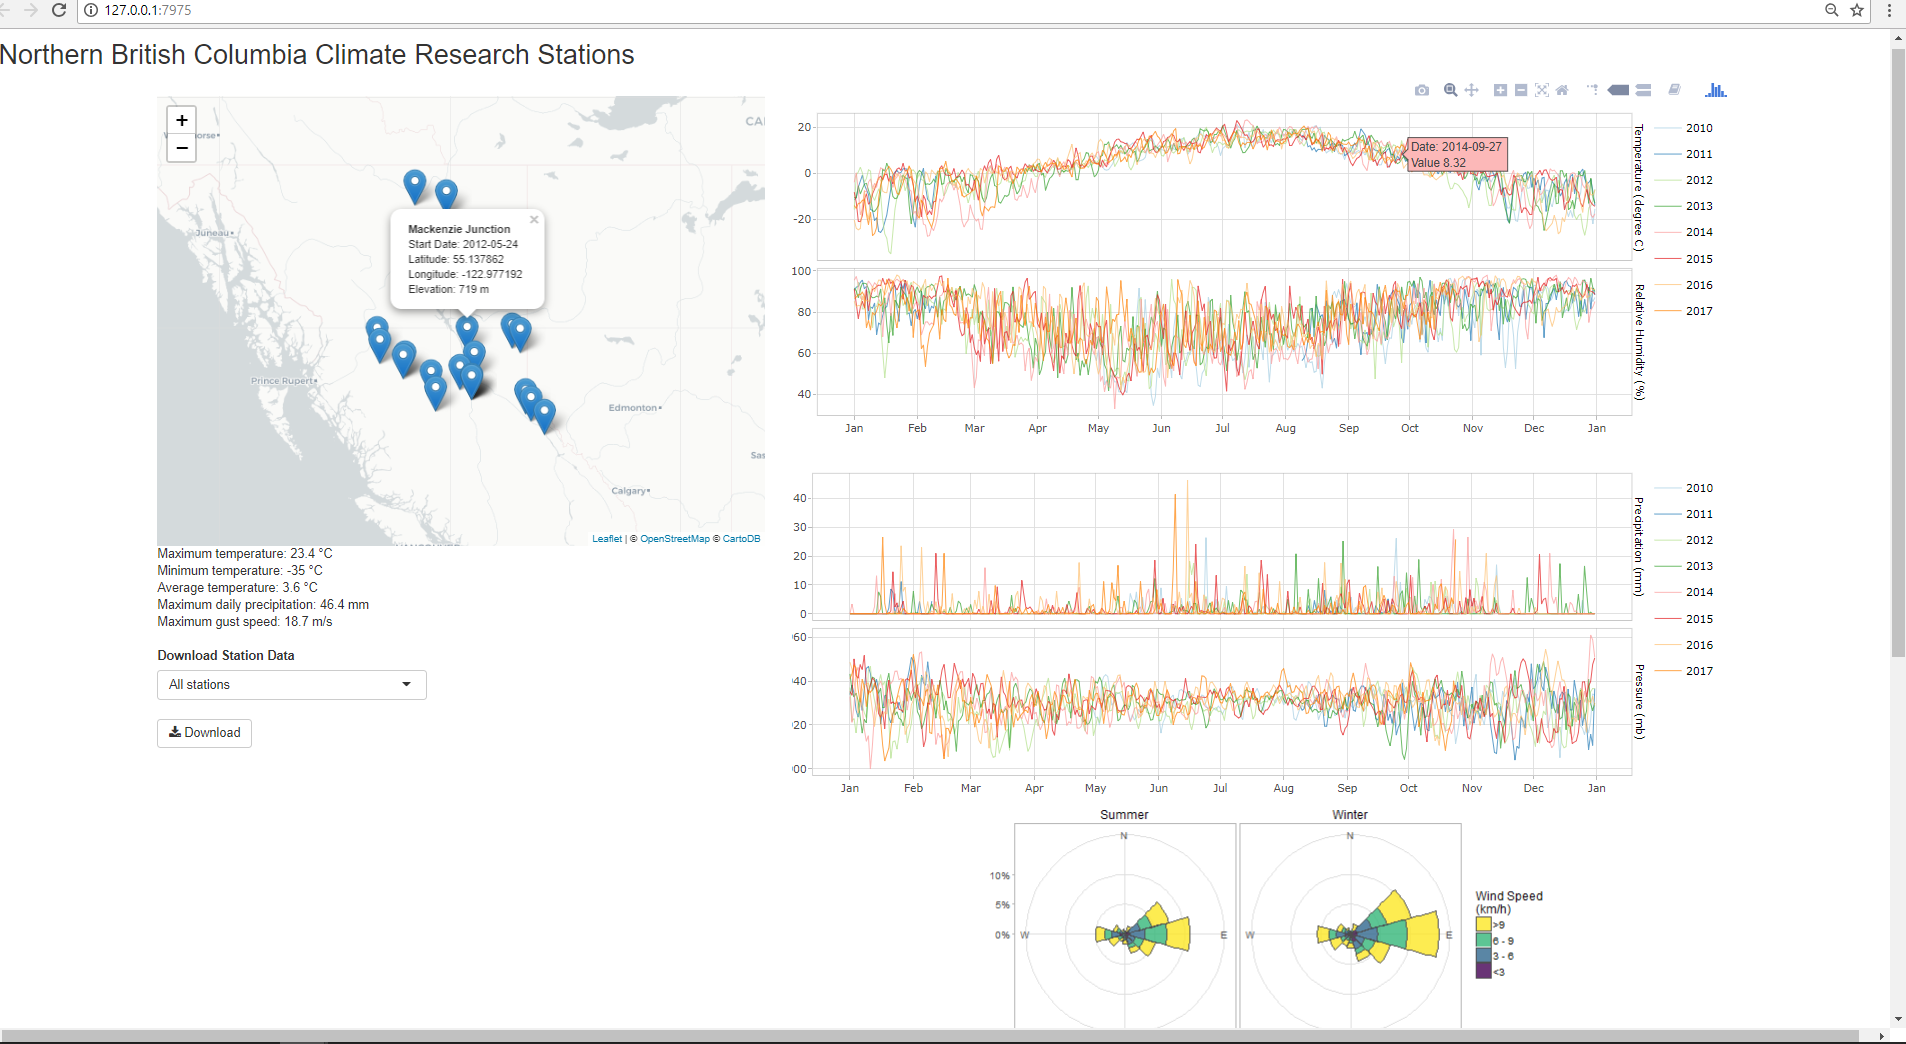 127.0.0.1:7975
Northern British Columbia Climate Research Stations
+
−
orse
CA
Juneau
Mackenzie Junction
Start Date: 2012-05-24
Latitude: 55.137862
Longitude: -122.977192
Elevation: 719 m
×
Prince Rupert
Edmonton
Sas
Calgary
Leaflet | © OpenStreetMap © CartoDB
Maximum temperature: 23.4 °C
Minimum temperature: -35 °C
Average temperature: 3.6 °C
Maximum daily precipitation: 46.4 mm
Maximum gust speed: 18.7 m/s
Download Station Data
All stations
Download
20
0
-20
Date: 2014-09-27
Value 8.32
Temperature (degree C)
100
80
60
40
Relative Humidity (%)
Jan Feb Mar Apr May Jun Jul Aug Sep Oct Nov Dec Jan
2010
2011
2012
2013
2014
2015
2016
2017
40
30
20
10
0
Precipitation (mm)
60
40
20
00
Pressure (mb)
Jan Feb Mar Apr May Jun Jul Aug Sep Oct Nov Dec Jan
2010
2011
2012
2013
2014
2015
2016
2017
Summer Winter
N N
10%
5%
0% W E W E
Wind Speed
(km/h)
>9
6 - 9
3 - 6
<3